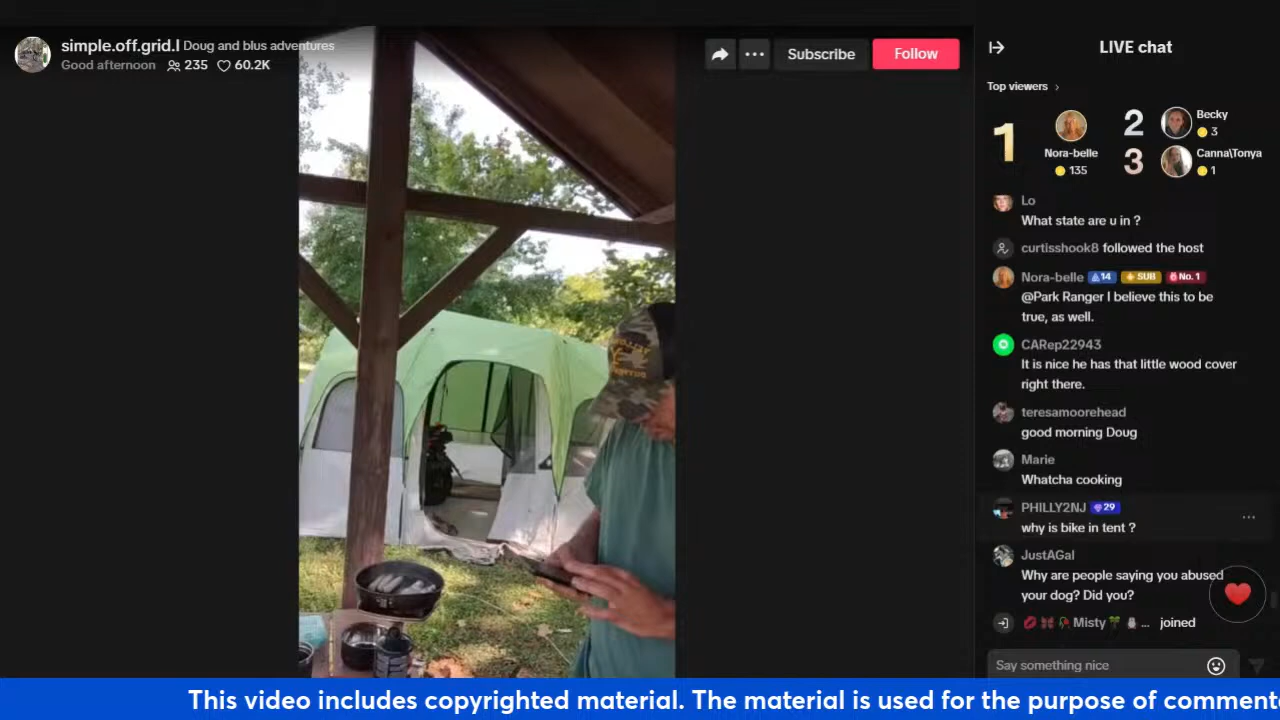 simple.off.grid.l Doug and blus adventures
Good afternoon 235 60.2K
Subscribe
Follow
LIVE chat
Top viewers
1
Nora-belle
135
2
Becky
3
3
Canna\Tonya
1
Lo
What state are u in ?
curtisshook8 followed the host
Nora-belle 14 SUB No. 1
@Park Ranger I believe this to be
true, as well.
CARep22943
It is nice he has that little wood cover
right there.
teresamoorehead
good morning Doug
Marie
Whatcha cooking
PHILLY2NJ 29
why is bike in tent ?
JustAGal
Why are people saying you abused
your dog? Did you?
Misty ... joined
Say something nice
This video includes copyrighted material. The material is used for the purpose of comment